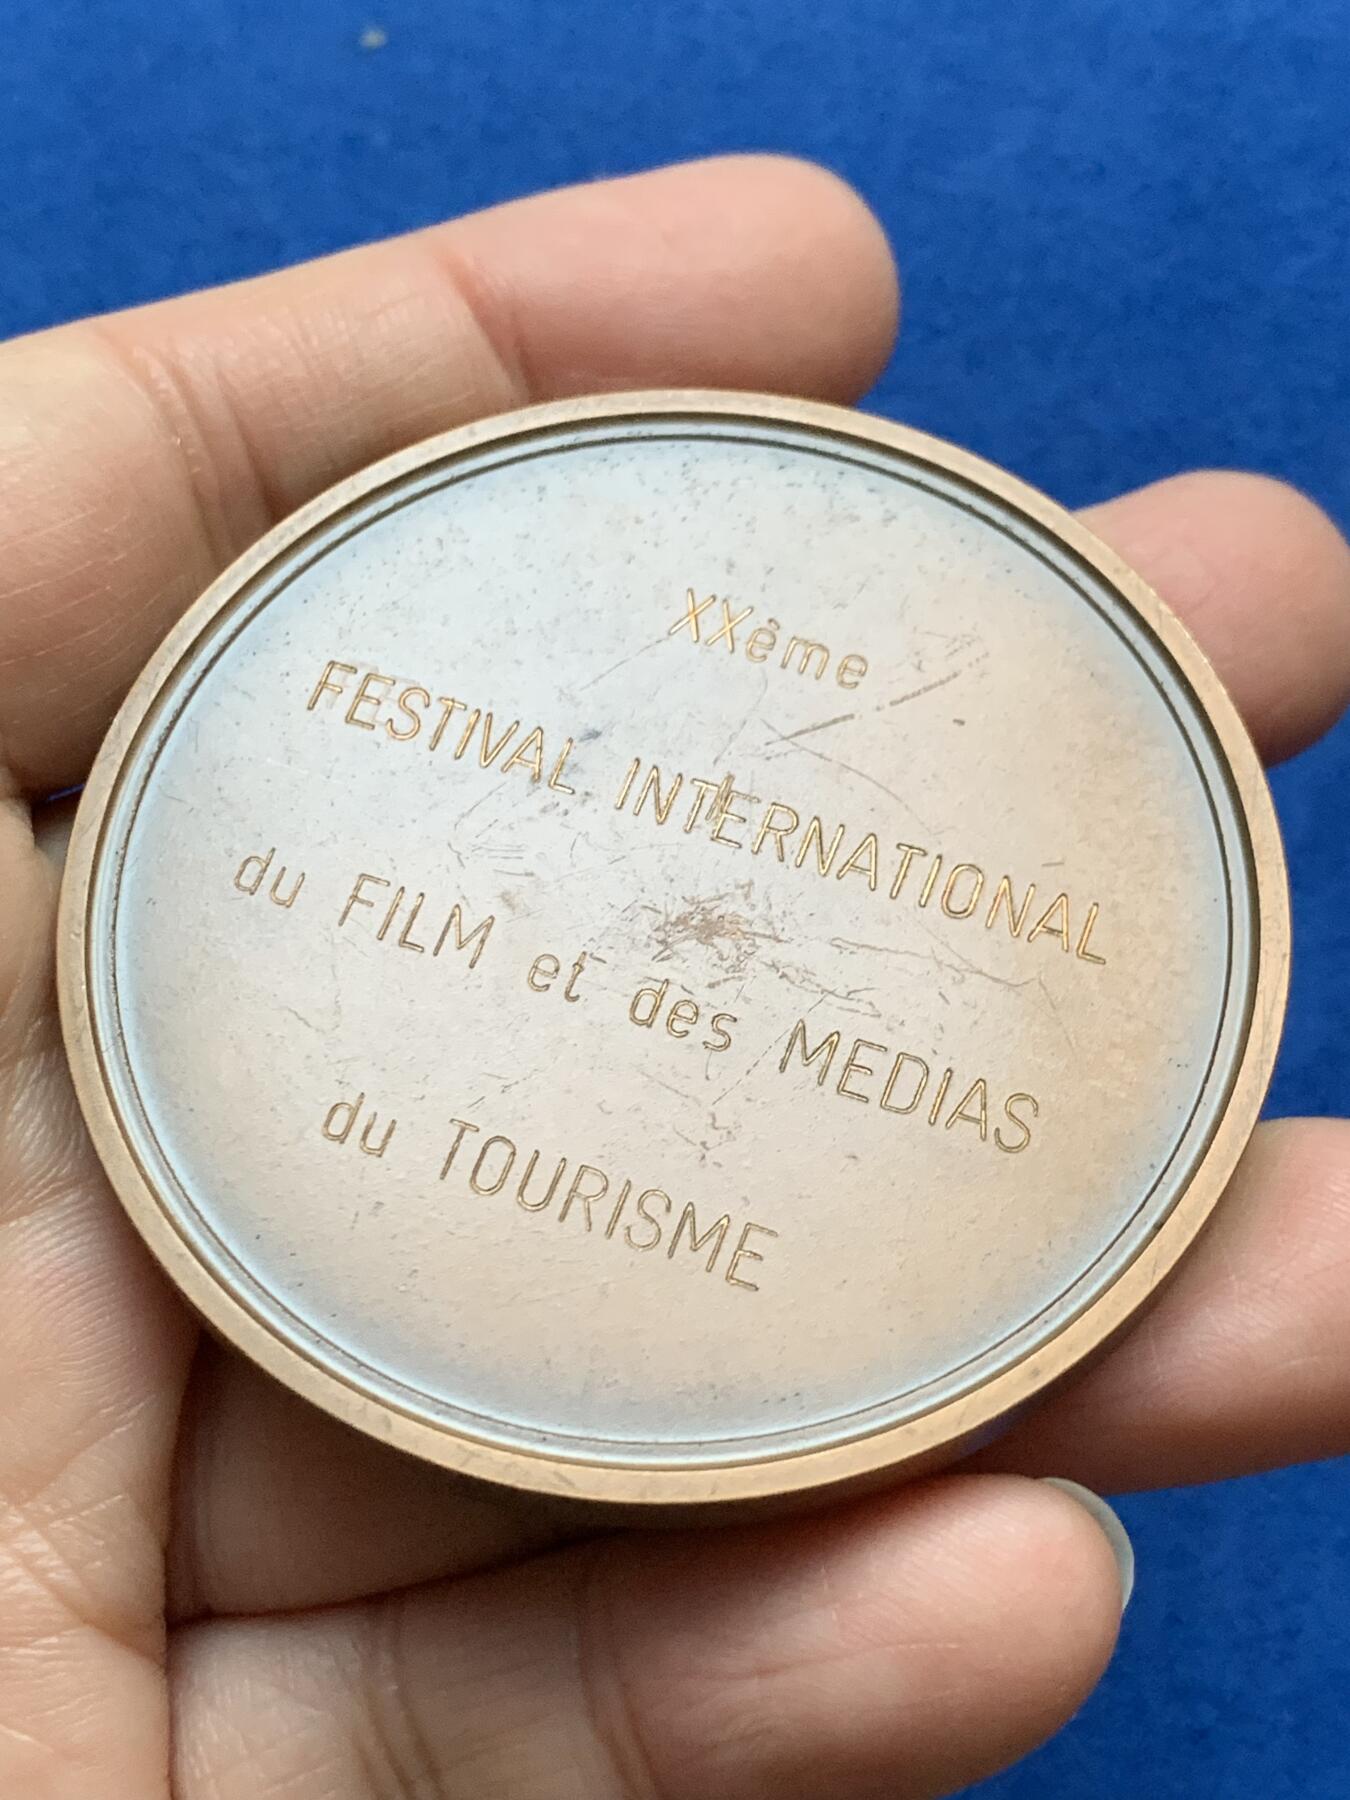 XXème
FESTIVAL INTERNATIONAL
du FILM et des MEDIAS
du TOURISME